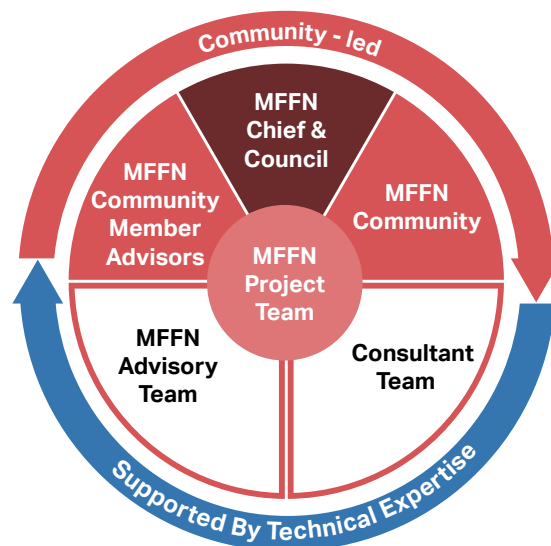 Community - led
MFFN
Chief &
Council
MFFN
Community
Member
Advisors
MFFN
Community
MFFN
Project
Team
MFFN
Advisory
Team
Consultant
Team
Supported By Technical Expertise